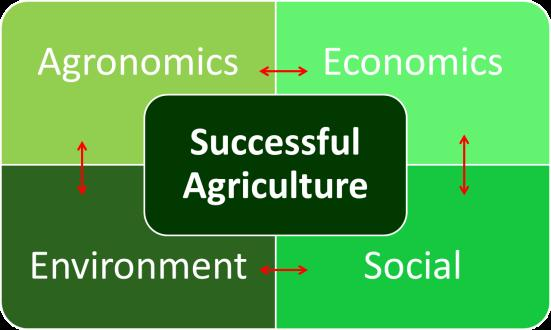 Agronomics
Economics
Successful
Agriculture
Environment
Social